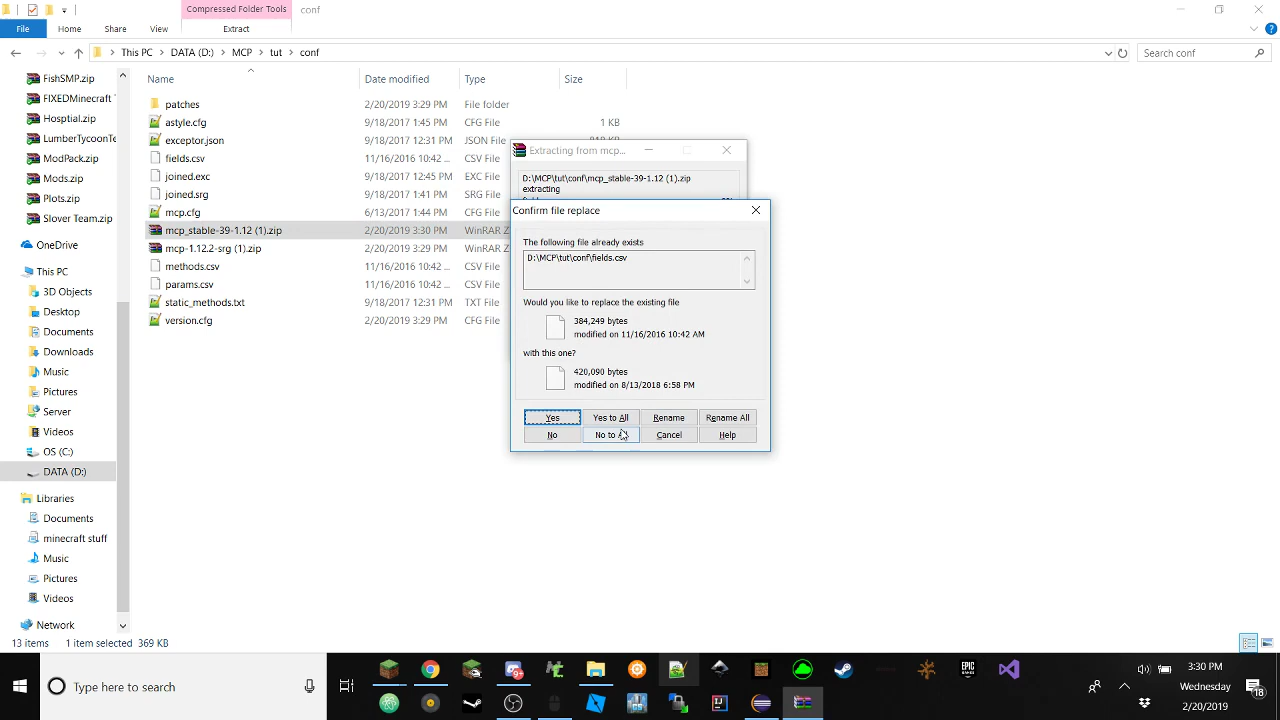 Compressed Folder Tools
conf
File
Home
Share
View
Extract
This PC
DATA (D:)
MCP
tut
conf
Search conf
FishSMP.zip
FIXEDMinecraft
Hosptial.zip
LumberTycoonTe
ModPack.zip
Mods.zip
Plots.zip
Slover Team.zip
OneDrive
This PC
3D Objects
Desktop
Documents
Downloads
Music
Pictures
Server
Videos
OS (C:)
DATA (D:)
Libraries
Documents
minecraft stuff
Music
Pictures
Videos
Network
Name Date modified Type Size
patches 2/20/2019 3:29 PM File folder
astyle.cfg 9/18/2017 1:45 PM CFG File 1 KB
exceptor.json 9/18/2017 12:31 PM JSON File
fields.csv 11/16/2016 10:42 ... CSV File
joined.exc 9/18/2017 12:45 PM EXC File
joined.srg 9/18/2017 1:41 PM SRG File
mcp.cfg 6/13/2017 1:44 PM CFG File
mcp_stable-39-1.12 (1).zip 2/20/2019 3:30 PM WinRAR Z
mcp-1.12.2-srg (1).zip 2/20/2019 3:29 PM WinRAR Z
methods.csv 11/16/2016 10:42 ... CSV File
params.csv 11/16/2016 10:42 ... CSV File
static_methods.txt 9/18/2017 12:31 PM TXT File
version.cfg 2/20/2019 3:29 PM CFG File
Extracting from mcp...
D:\MCP\tut\conf\mcp_stable-39-1.12 (1).zip
extracting
Confirm file replace
The following file already exists
D:\MCP\tut\conf\fields.csv
Would you like to replace the existing file
384,249 bytes
modified on 11/16/2016 10:42 AM
with this one?
420,090 bytes
modified on 8/13/2018 6:58 PM
Yes Yes to All Rename Rename All
No No to Cancel Help
13 items 1 item selected 369 KB
Type here to search
EPIC
GAMES
3:30 PM
Wednesday
2/20/2019
18